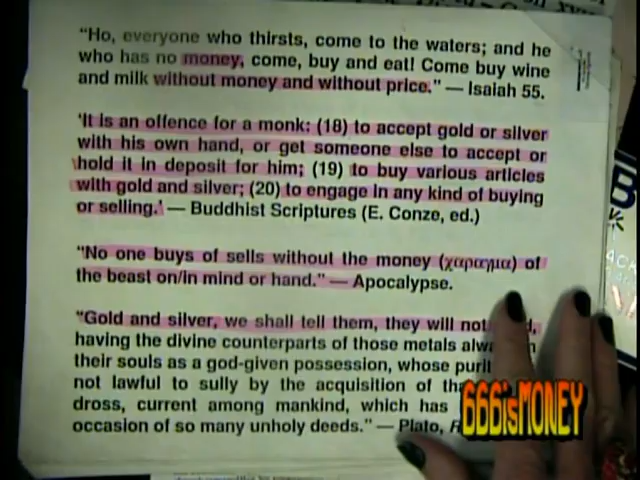 “Ho, everyone who thirsts, come to the waters; and he
who has no money, come, buy and eat! Come buy wine
and milk without money and without price.” — Isaiah 55.
'It is an offence for a monk: (18) to accept gold or silver
with his own hand, or get someone else to accept or
hold it in deposit for him; (19) to buy various articles
with gold and silver; (20) to engage in any kind of buying
or selling.' — Buddhist Scriptures (E. Conze, ed.)
“No one buys of sells without the money (χαραγμα) of
the beast on/in mind or hand.” — Apocalypse.
“Gold and silver, we shall tell them, they will not
having the divine counterparts of those metals
their souls as a god-given possession, whose
not lawful to sully by the acquisition of
dross, current among mankind, which has
occasion of so many unholy deeds.” — Plato,
666isMONEY